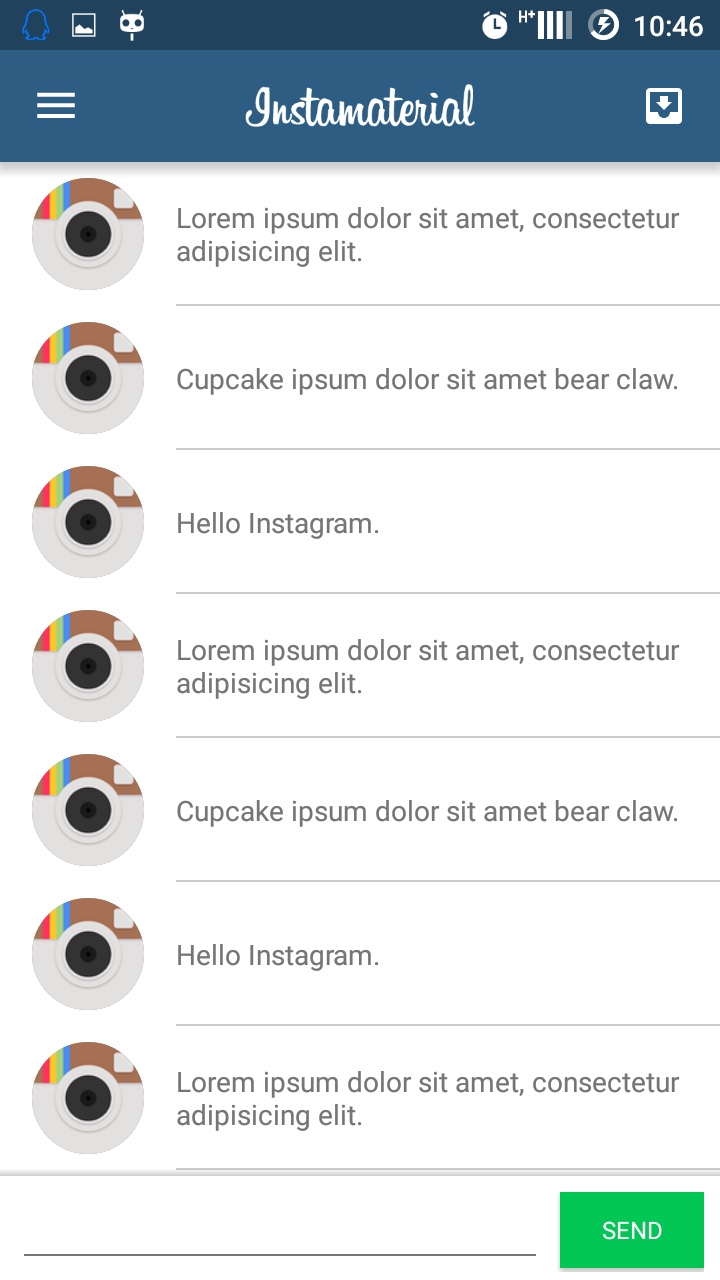 H+ 10:46
Instamaterial
Lorem ipsum dolor sit amet, consectetur
adipisicing elit.
Cupcake ipsum dolor sit amet bear claw.
Hello Instagram.
Lorem ipsum dolor sit amet, consectetur
adipisicing elit.
Cupcake ipsum dolor sit amet bear claw.
Hello Instagram.
Lorem ipsum dolor sit amet, consectetur
adipisicing elit.
SEND